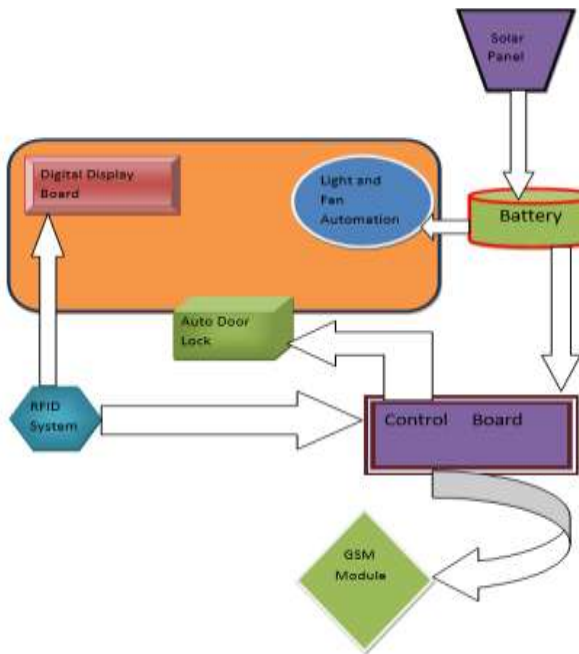 Solar
Panel
Digital Display
Board
Light and
Fan
Automation
Battery
Auto Door
Lock
RFID
System
Control Board
GSM
Module